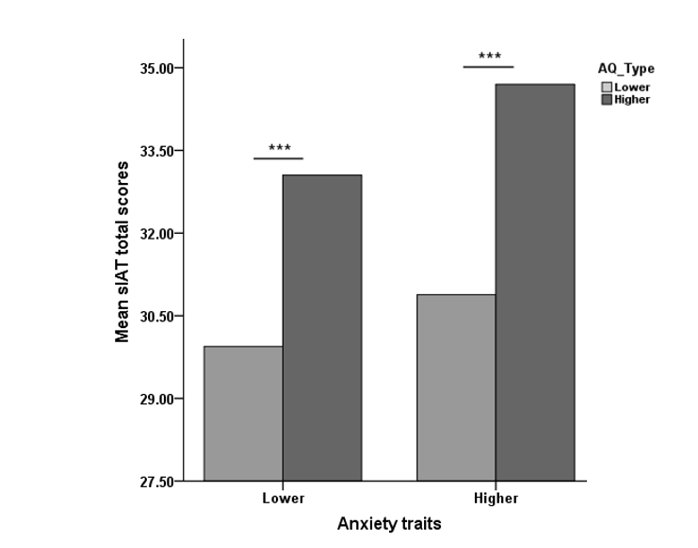 35.00
33.50
32.00
30.50
29.00
27.50
Mean sIAT total scores
***
***
AQ_Type
Lower
Higher
Lower
Higher
Anxiety traits